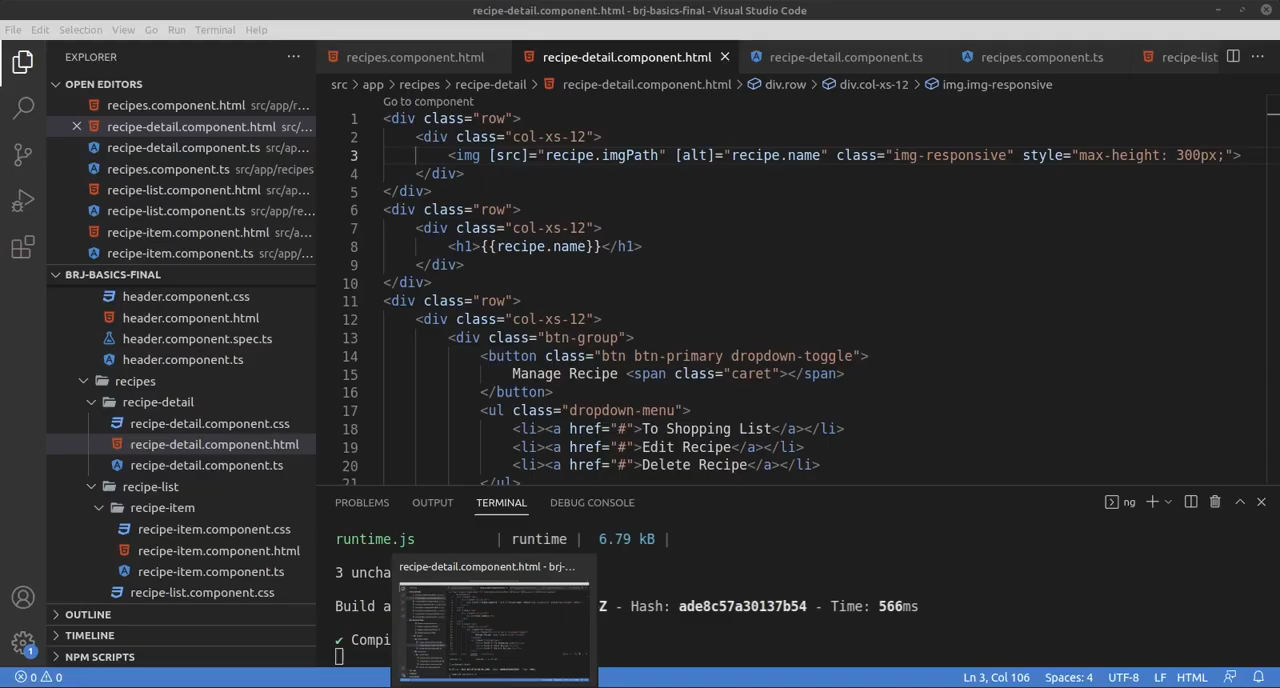 recipe-detail.component.html - brj-basics-final - Visual Studio Code
File Edit Selection View Go Run Terminal Help
EXPLORER
recipes.component.html recipe-detail.component.html recipe-detail.component.ts recipes.component.ts recipe-list
OPEN EDITORS
src > app > recipes > recipe-detail > recipe-detail.component.html > div.row > div.col-xs-12 > img.img-responsive
recipes.component.html src/app/r...
recipe-detail.component.html src/...
recipe-detail.component.ts src/a...
recipes.component.ts src/app/recipes
recipe-list.component.html src/a...
recipe-list.component.ts src/app/re...
recipe-item.component.html src/...
recipe-item.component.ts src/app/...
BRJ-BASICS-FINAL
header.component.css
header.component.html
header.component.spec.ts
header.component.ts
recipes
recipe-detail
recipe-detail.component.css
recipe-detail.component.html
recipe-detail.component.ts
recipe-list
recipe-item
recipe-item.component.css
recipe-item.component.html
recipe-item.component.ts
OUTLINE
TIMELINE
NPM SCRIPTS
Go to component
1 <div class="row">
2 <div class="col-xs-12">
3 <img [src]="recipe.imgPath" [alt]="recipe.name" class="img-responsive" style="max-height: 300px;">
4 </div>
5 </div>
6 <div class="row">
7 <div class="col-xs-12">
8 <h1>{{recipe.name}}</h1>
9 </div>
10 </div>
11 <div class="row">
12 <div class="col-xs-12">
13 <div class="btn-group">
14 <button class="btn btn-primary dropdown-toggle">
15 Manage Recipe <span class="caret"></span>
16 </button>
17 <ul class="dropdown-menu">
18 <li><a href="#">To Shopping List</a></li>
19 <li><a href="#">Edit Recipe</a></li>
20 <li><a href="#">Delete Recipe</a></li>
21 </ul>
PROBLEMS OUTPUT TERMINAL DEBUG CONSOLE
ng
runtime.js | runtime | 6.79 kB |
recipe-detail.component.html - brj-...
3 uncha
Z - Hash: - Time: 566ms
✔ Compi
0 0
Ln 3, Col 106 Spaces: 4 UTF-8 LF HTML
1